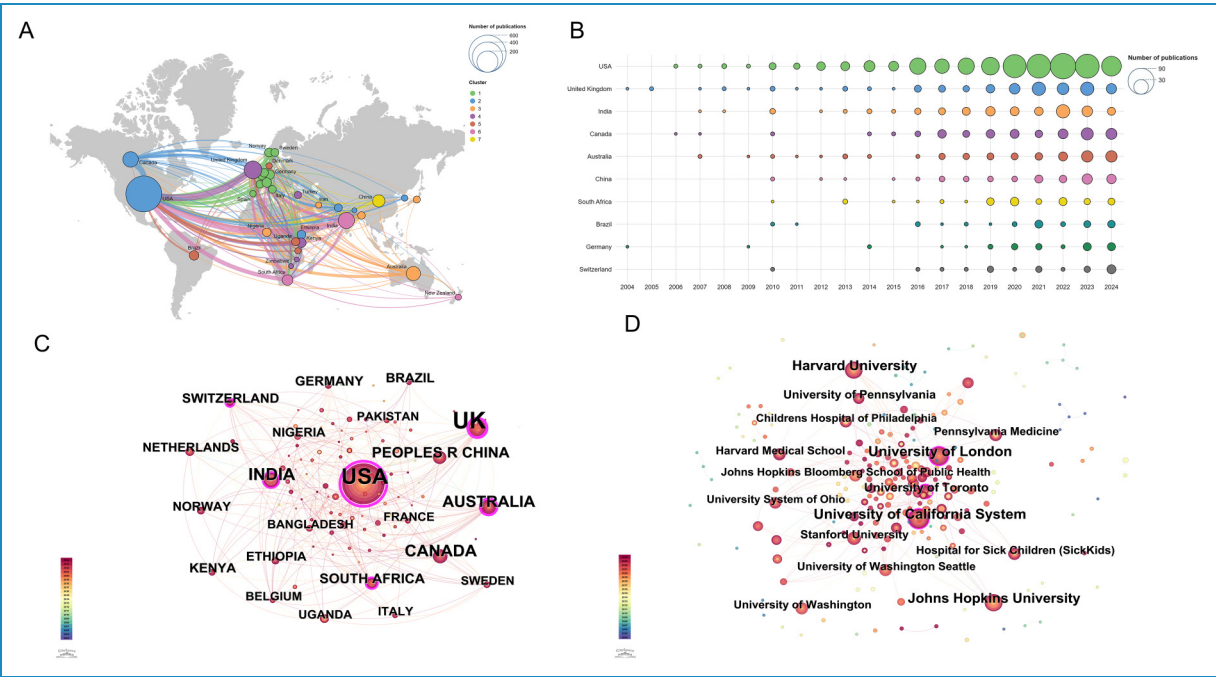 A
Number of publications
600
400
200
Cluster
1
2
3
4
5
6
7
Norway
Sweden
Denmark
United Kingdom
Germany
Canada
USA
Spain
Italy
Turkey
Iran
China
India
Nigeria
Ethiopia
Uganda
Kenya
Brazil
Zimbabwe
South Africa
Australia
New Zealand
B
Number of publications
90
30
USA
United Kingdom
India
Canada
Australia
China
South Africa
Brazil
Germany
Switzerland
2004 2005 2006 2007 2008 2009 2010 2011 2012 2013 2014 2015 2016 2017 2018 2019 2020 2021 2022 2023 2024
C
GERMANY
BRAZIL
SWITZERLAND
PAKISTAN
UK
NIGERIA
NETHERLANDS
PEOPLES R CHINA
INDIA
USA
NORWAY
AUSTRALIA
BANGLADESH
FRANCE
ETHIOPIA
CANADA
KENYA
SOUTH AFRICA
SWEDEN
BELGIUM
UGANDA
ITALY
D
Harvard University
University of Pennsylvania
Childrens Hospital of Philadelphia
Pennsylvania Medicine
Harvard Medical School
University of London
Johns Hopkins Bloomberg School of Public Health
University of Toronto
University System of Ohio
University of California System
Stanford University
Hospital for Sick Children (SickKids)
University of Washington Seattle
University of Washington
Johns Hopkins University